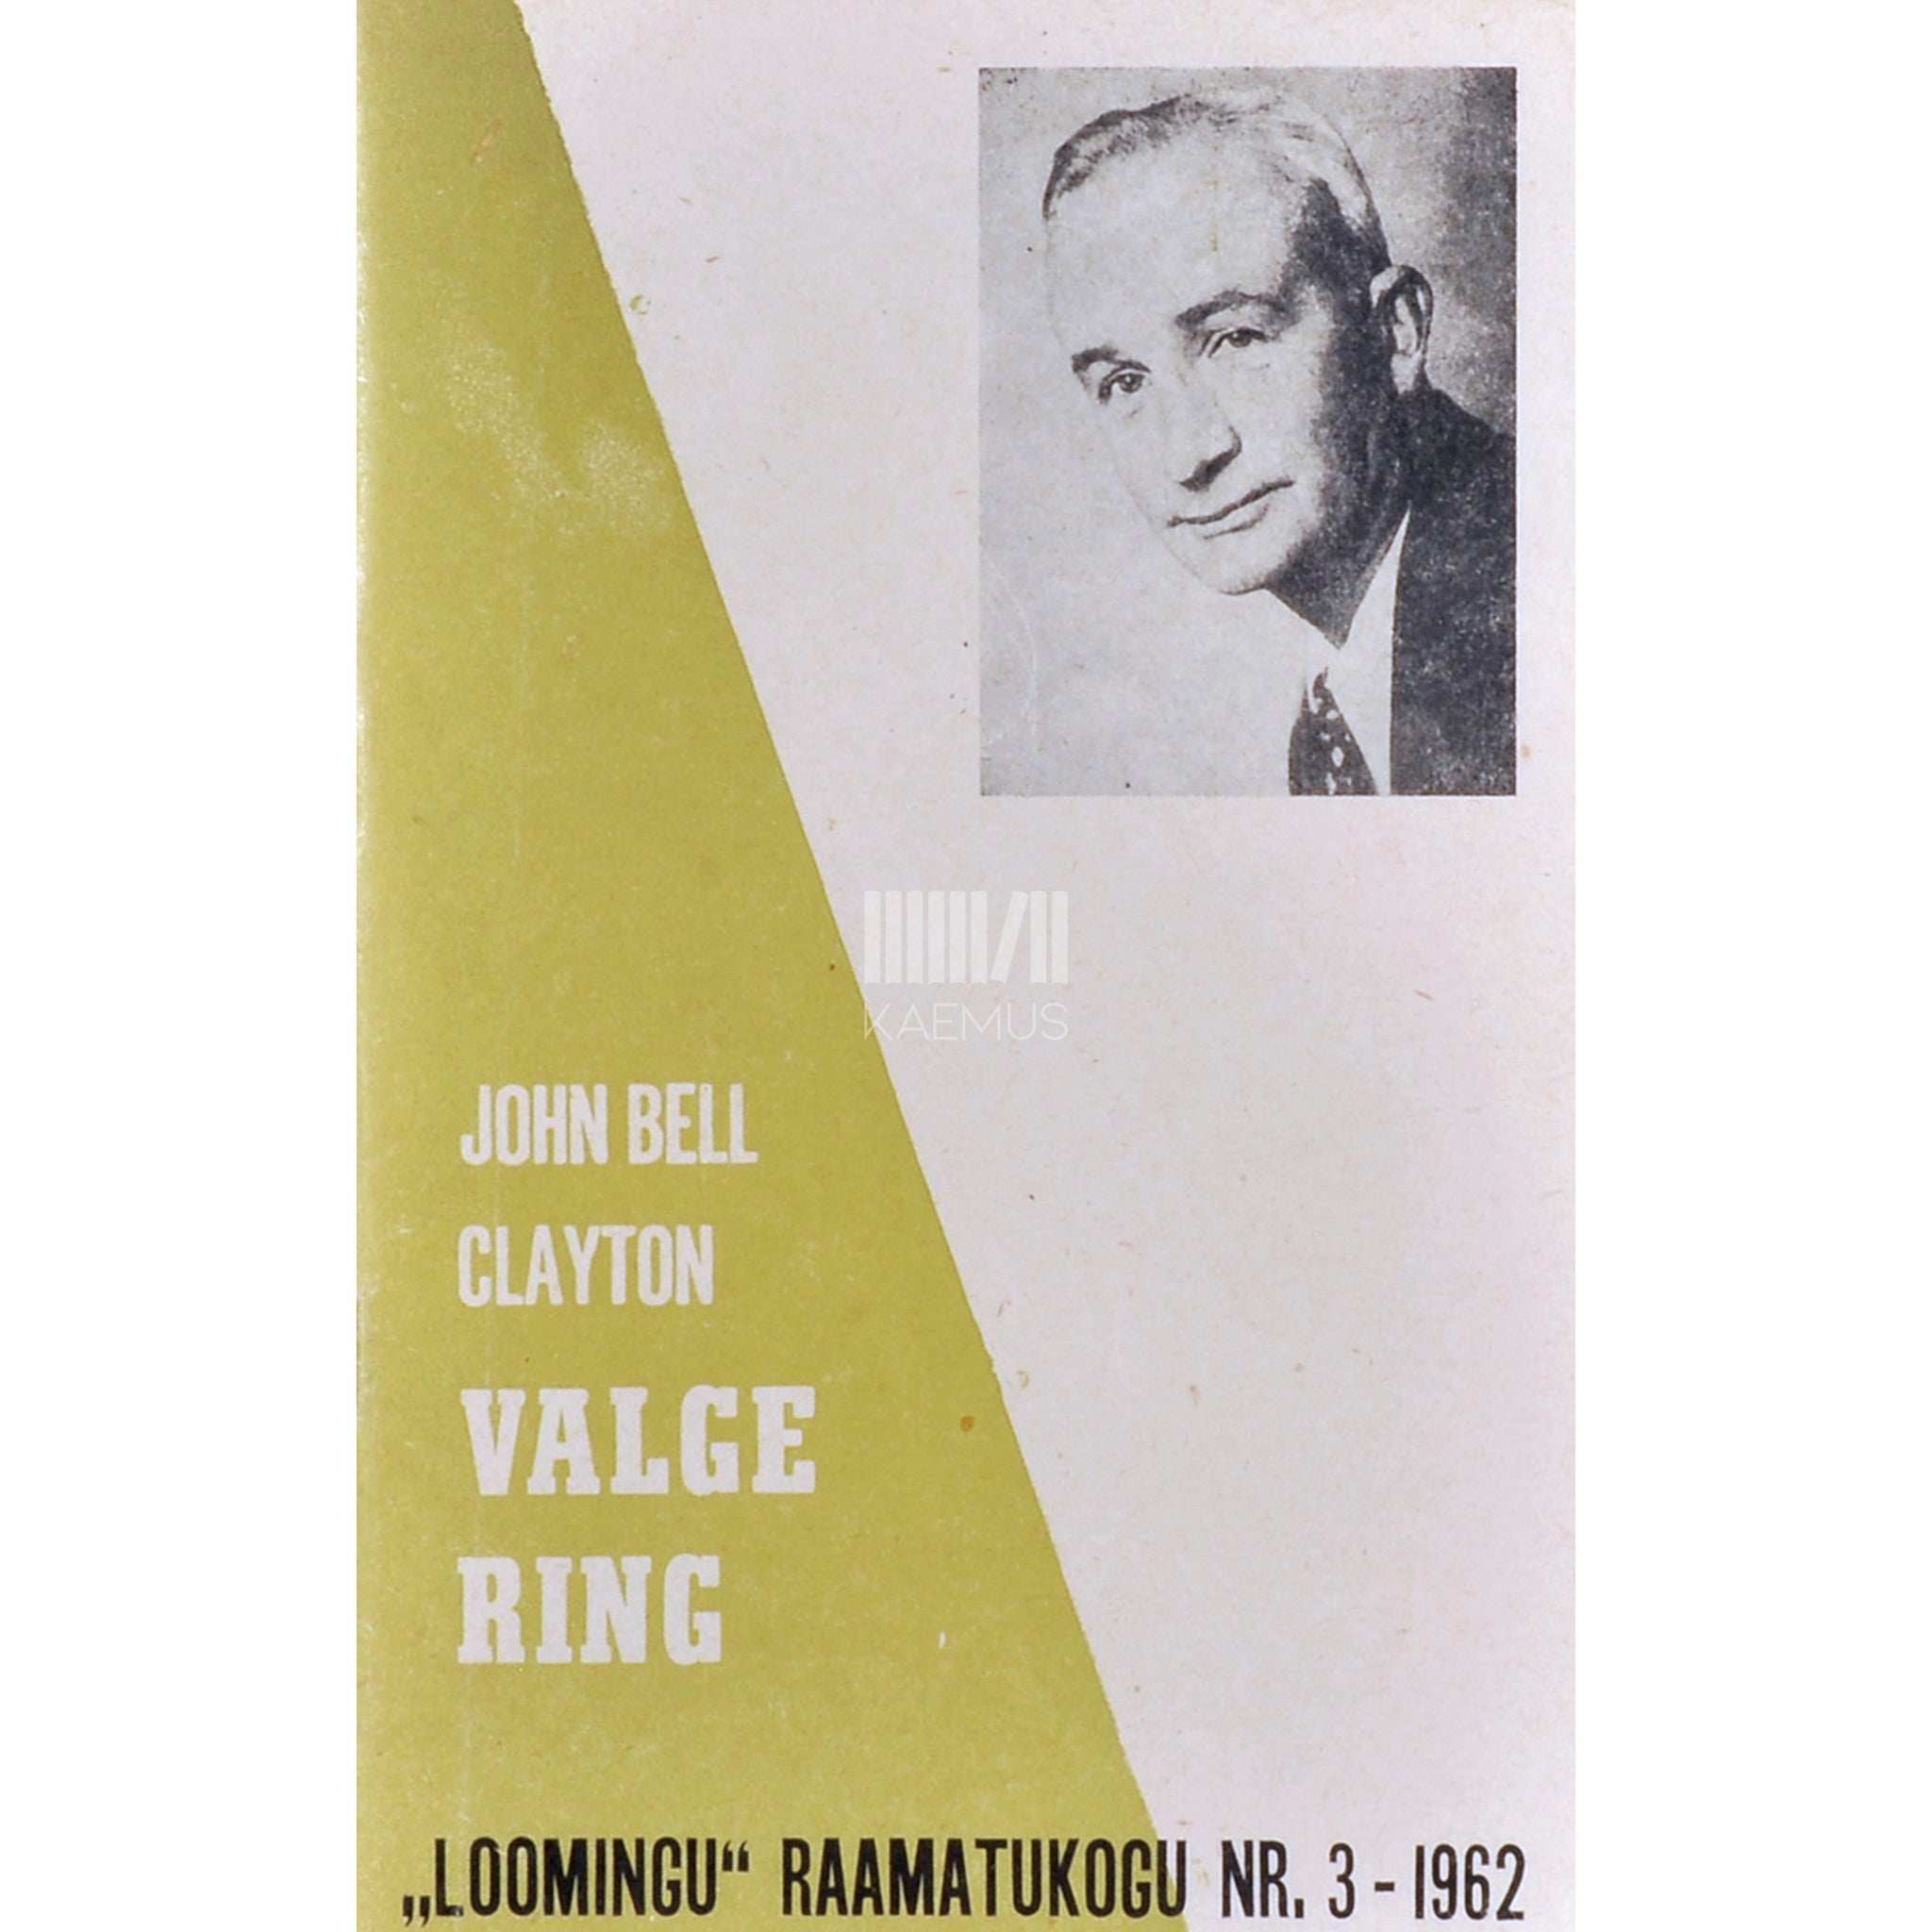 KAEMUS
JOHN BELL
CLAYTON
VALGE
RING
„LOOMINGU“ RAAMATUKOGU NR. 3 - 1962